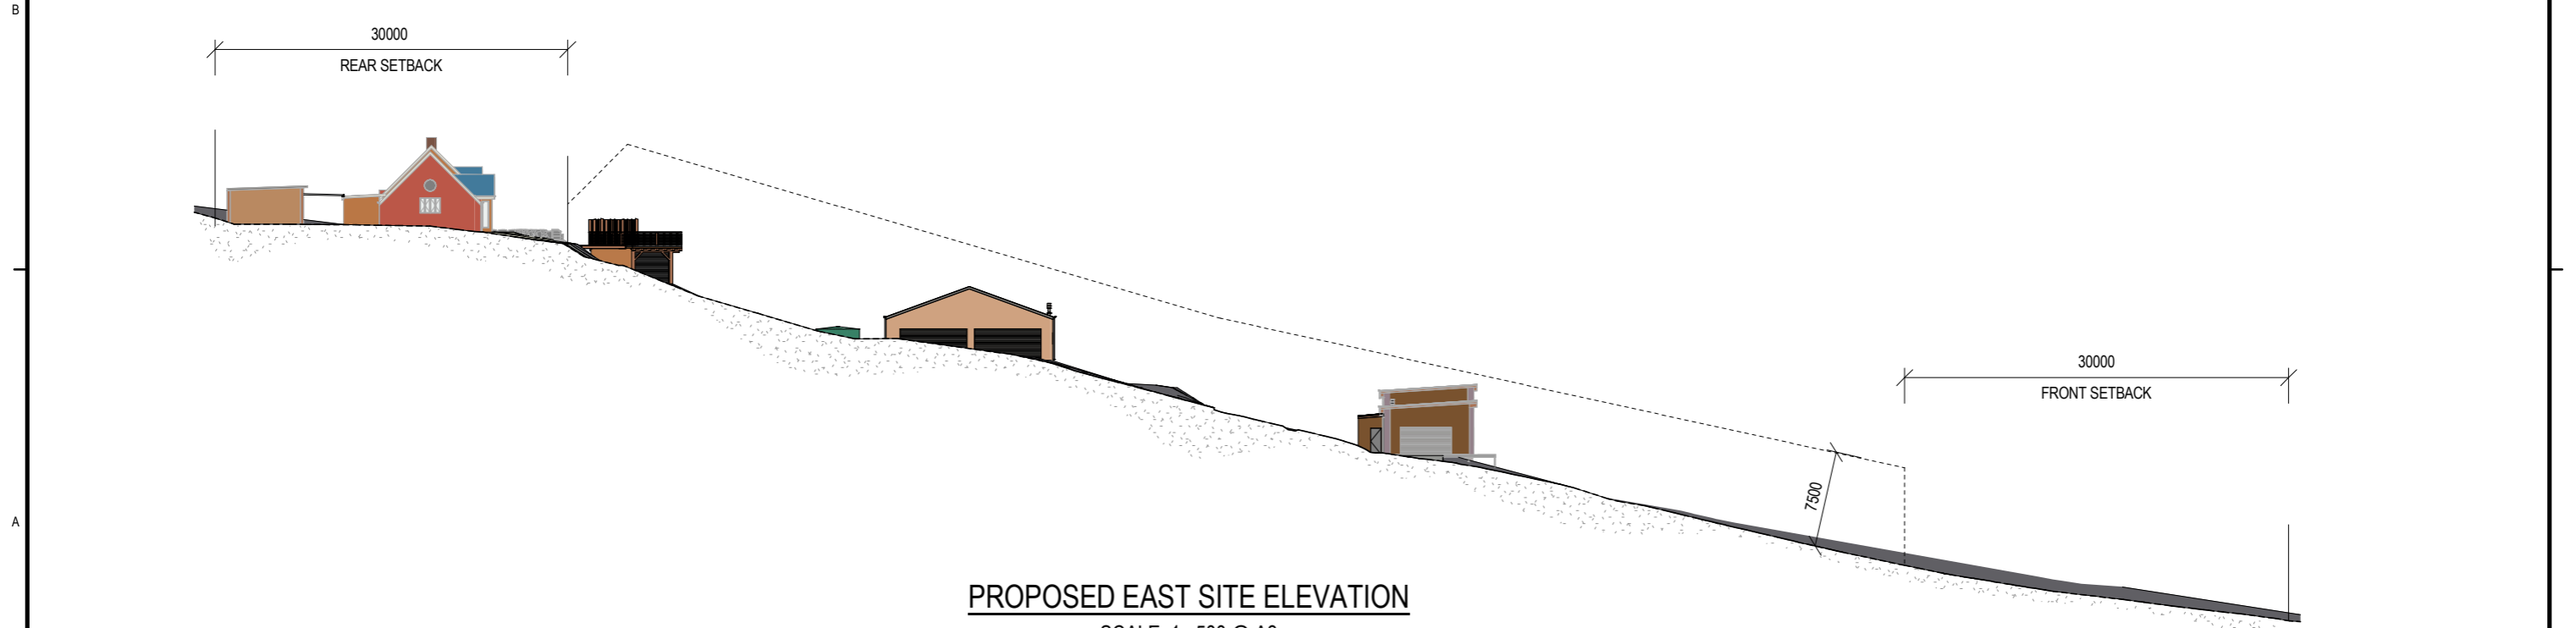 B
30000
REAR SETBACK
30000
FRONT SETBACK
7500
A
PROPOSED EAST SITE ELEVATION